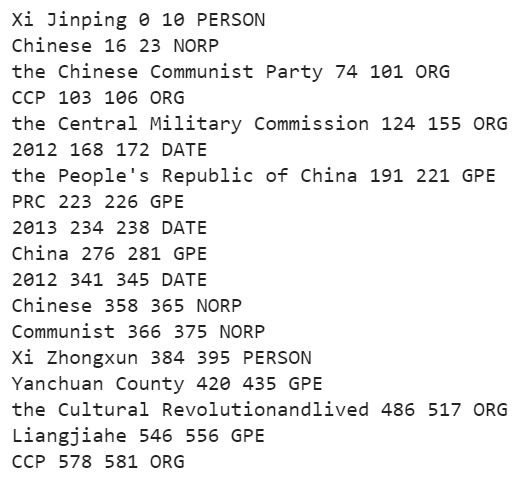 Xi Jinping 0 10 PERSON
Chinese 16 23 NORP
the Chinese Communist Party 74 101 ORG
CCP 103 106 ORG
the Central Military Commission 124 155 ORG
2012 168 172 DATE
the People's Republic of China 191 221 GPE
PRC 223 226 GPE
2013 234 238 DATE
China 276 281 GPE
2012 341 345 DATE
Chinese 358 365 NORP
Communist 366 375 NORP
Xi Zhongxun 384 395 PERSON
Yanchuan County 420 435 GPE
the Cultural Revolutionandlived 486 517 ORG
Liangjiahe 546 556 GPE
CCP 578 581 ORG